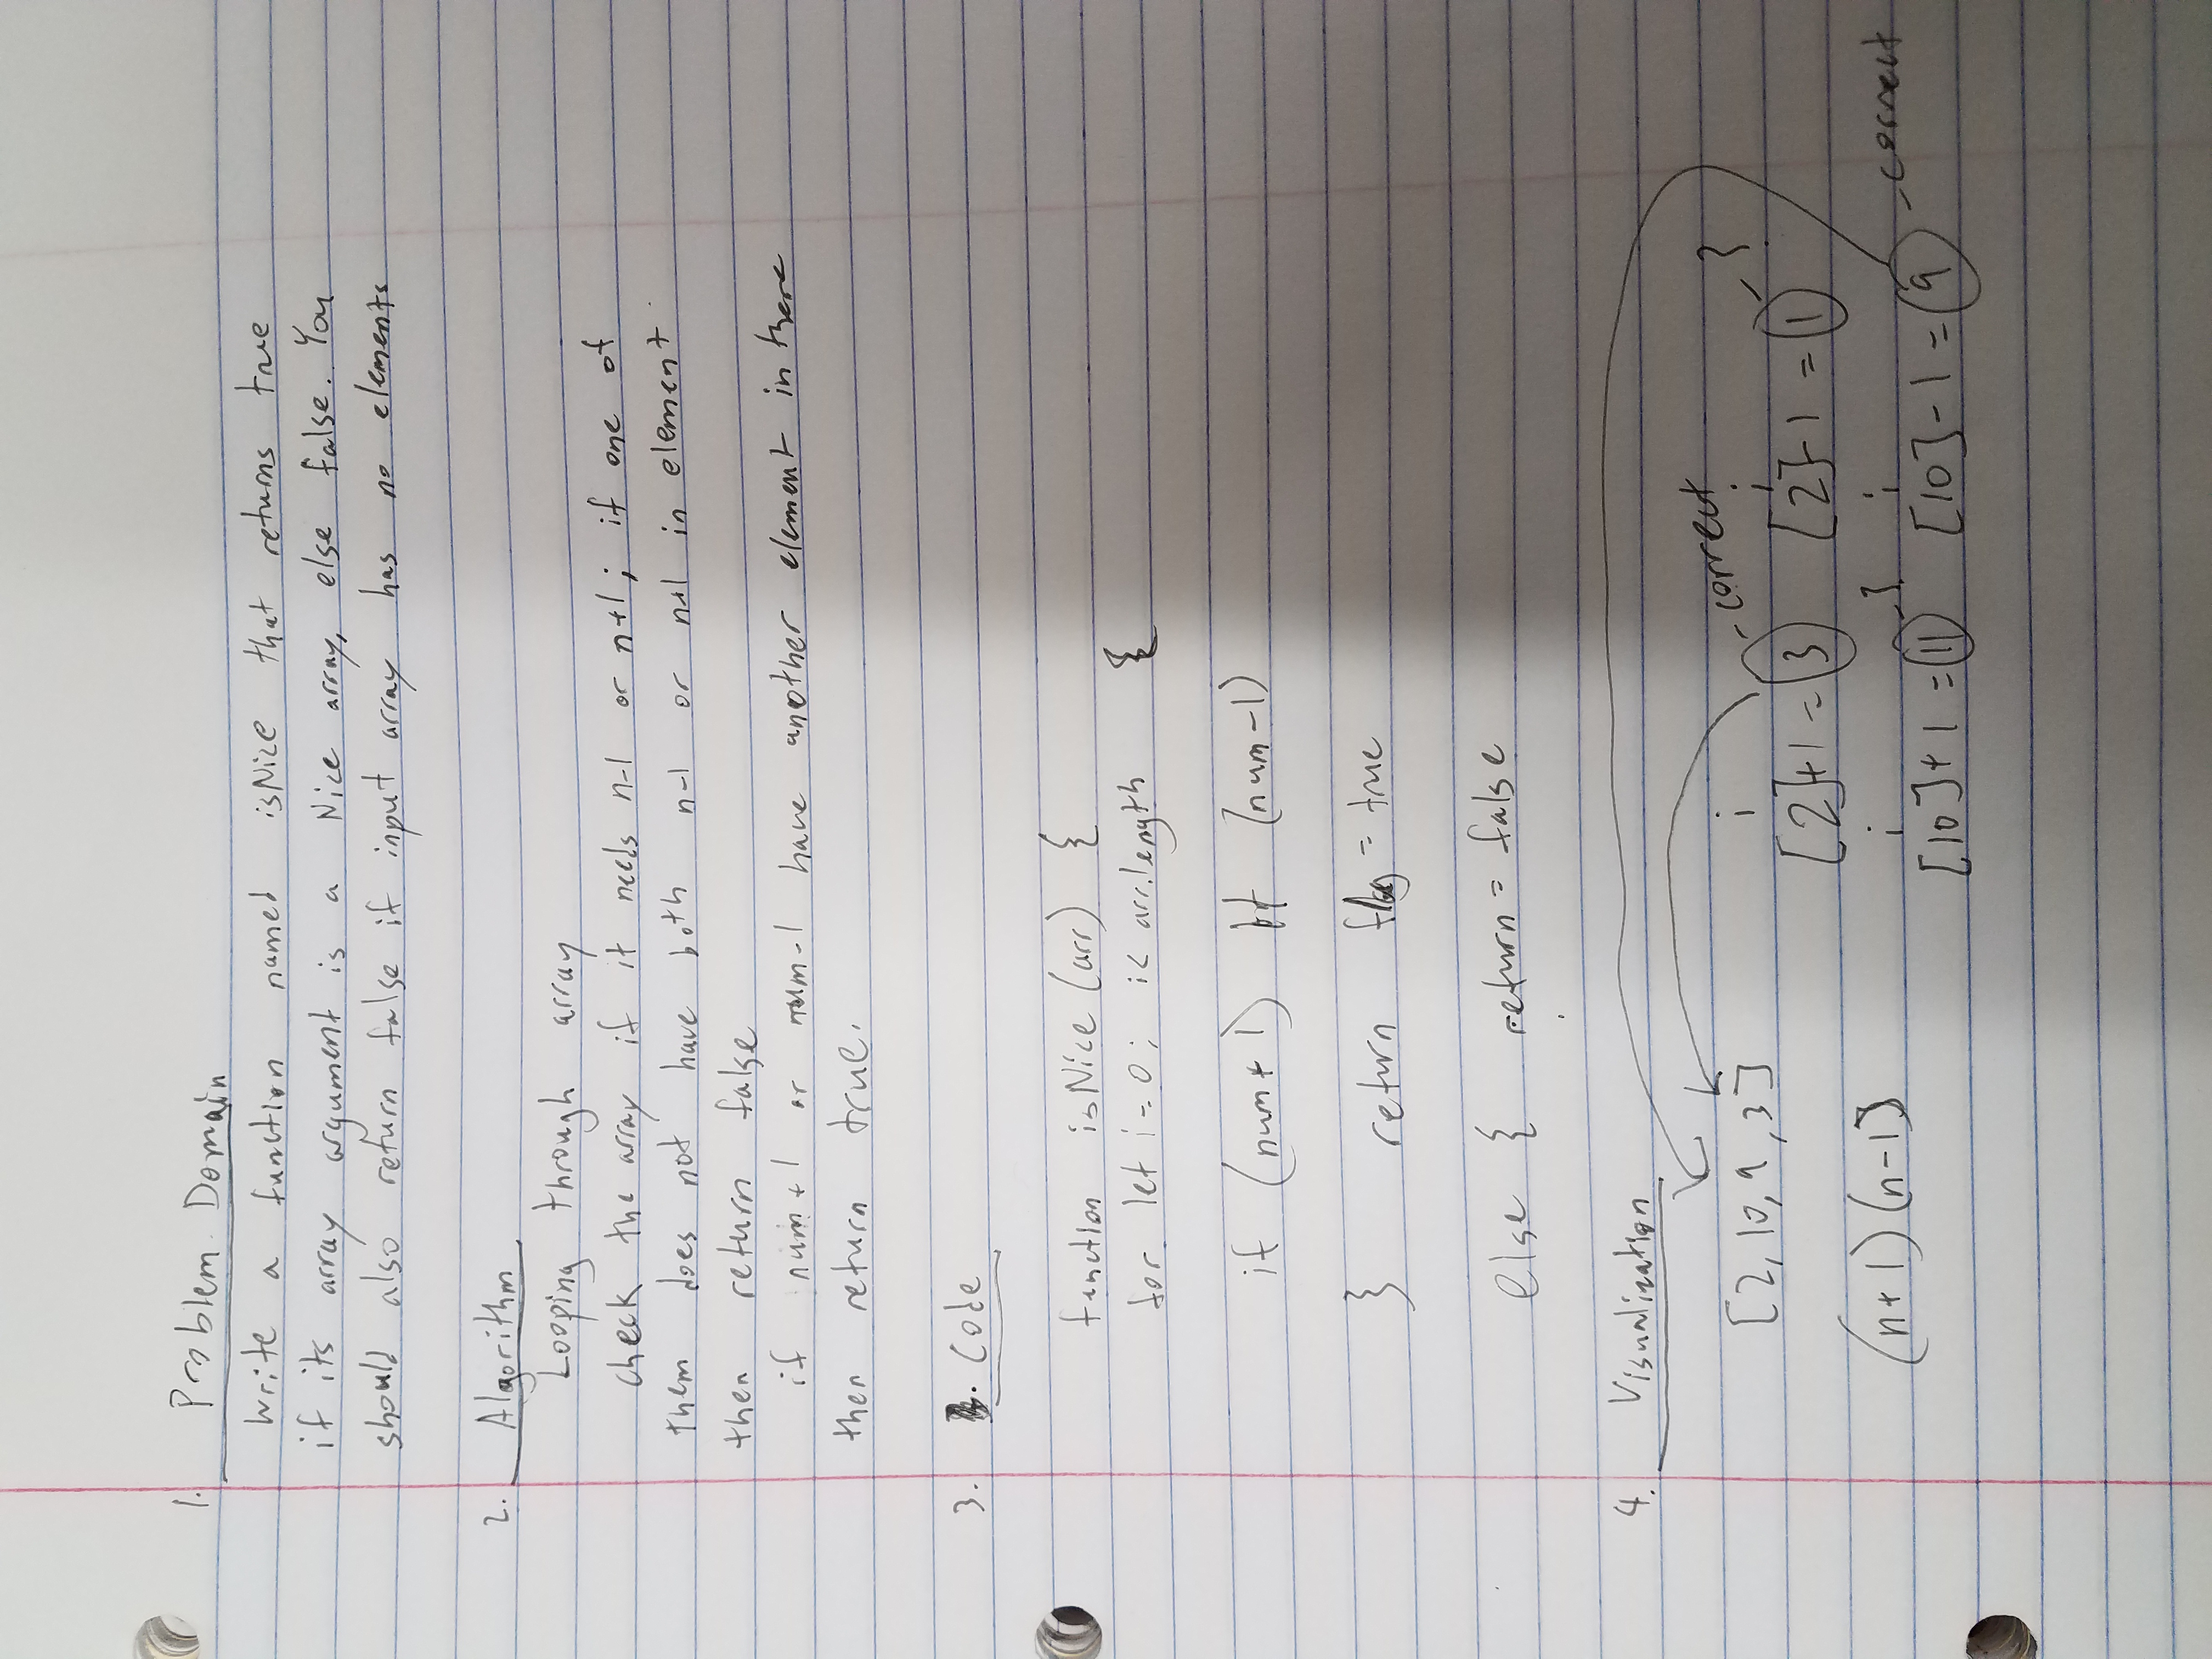 1. Problem Domain
Write a function named isNice that returns true
if its array argument is a Nice array, else false. You
should also return false if input array has no elements
2. Algorithm
Looping through array
check the array if it needs n-1 or n+1; if one of
them does not have both n-1 or n+1 in element
then return false
if num+1 or num-1 have another element in there
then return true.
3. Code
function isNice (arr) {
for let i=0; i< arr.length {
if (num+1) (num-1)
} return flag = true
else { return = false
4. Visualization
[2, 10, 9, 3]
i - correct i
[2]+1 = 3 [2]-1 = 1
(n+1)(n-1)
i i - correct
[10]+1 = 11 [10]-1 = 9